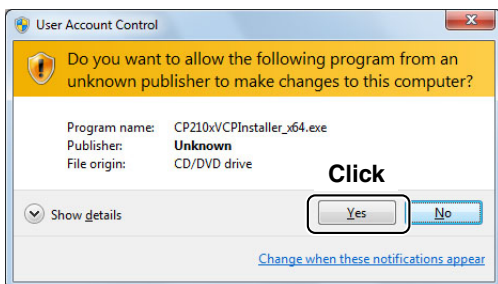 User Account Control
Do you want to allow the following program from an
unknown publisher to make changes to this computer?
Program name: CP210xVCPInstaller_x64.exe
Publisher: Unknown
File origin: CD/DVD drive
Click
Show details
Yes
No
Change when these notifications appear